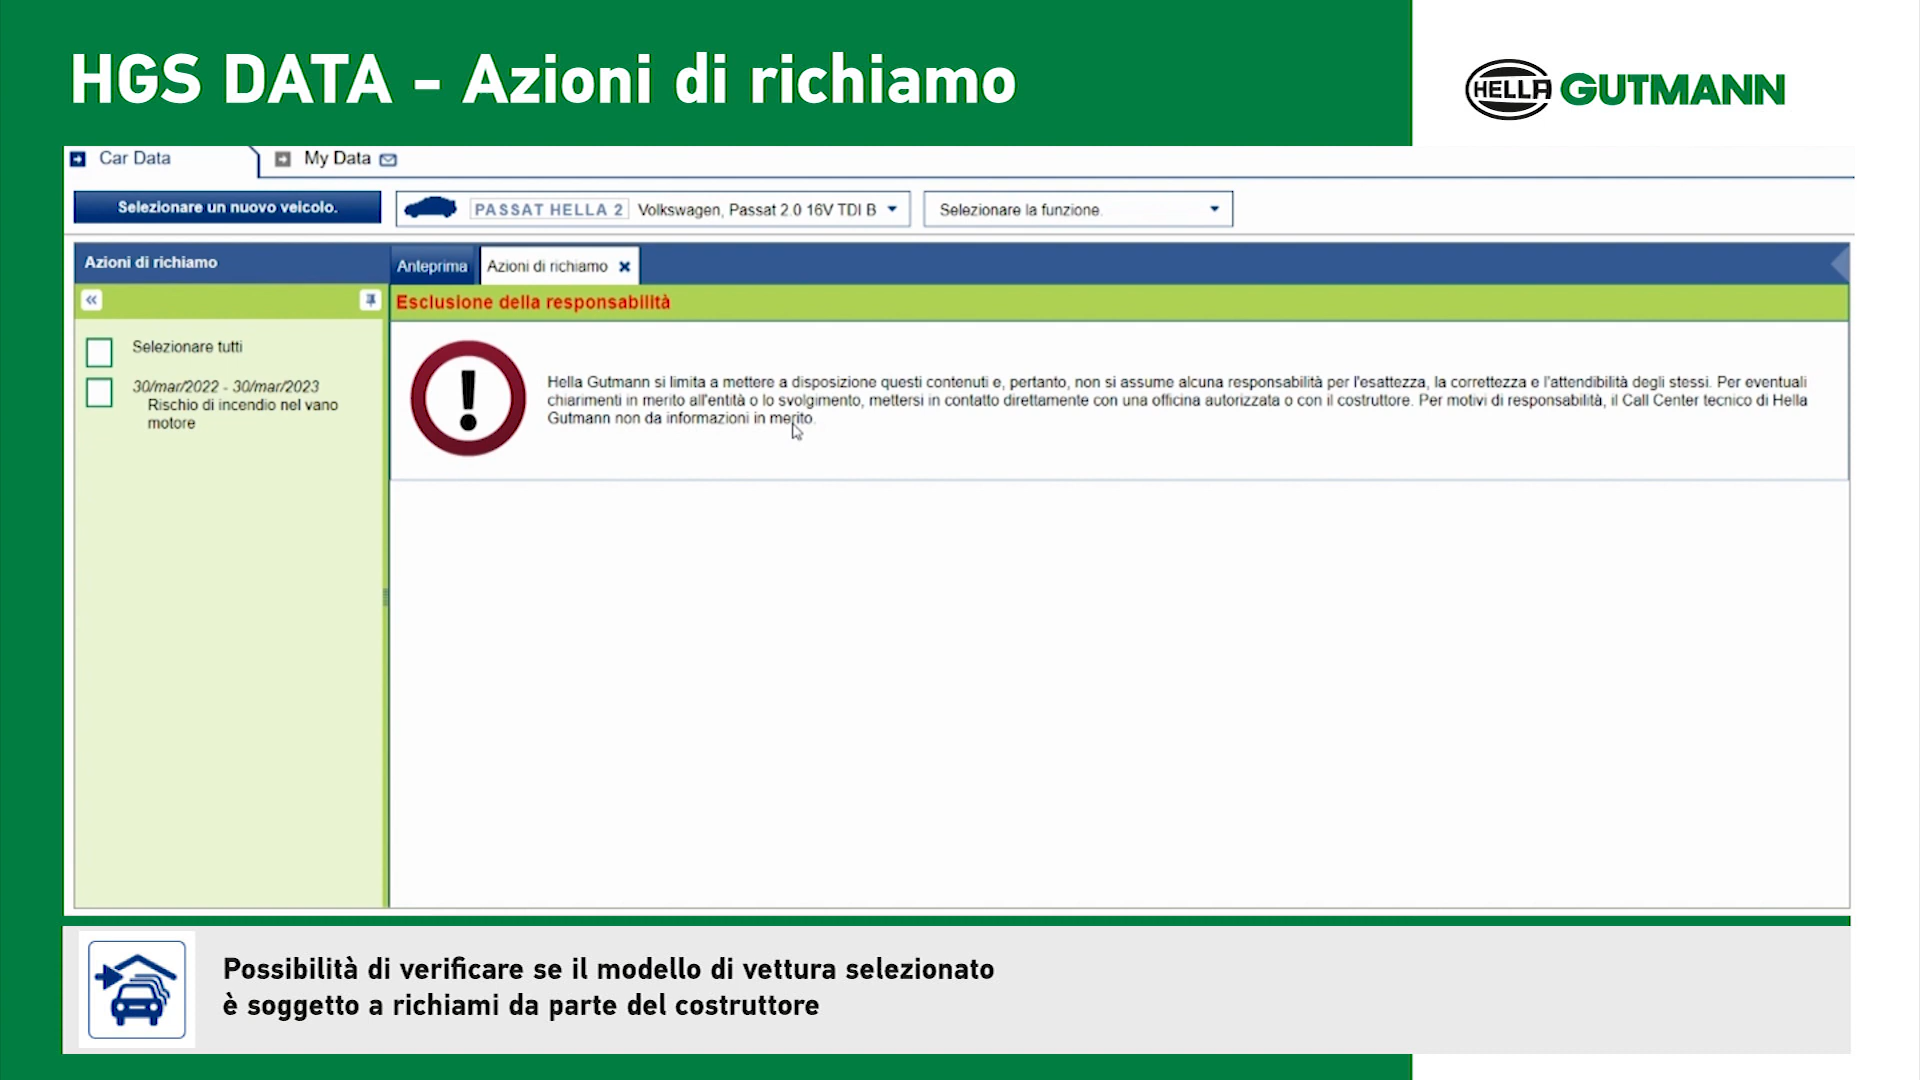 HGS DATA - Azioni di richiamo
HELLA GUTMANN
Car Data
My Data
Selezionare un nuovo veicolo.
PASSAT HELLA 2
Volkswagen, Passat 2.0 16V TDI B
Selezionare la funzione.
Azioni di richiamo
Anteprima
Azioni di richiamo
Esclusione della responsabilità
Selezionare tutti
30/mar/2022 - 30/mar/2023
Rischio di incendio nel vano
motore
Hella Gutmann si limita a mettere a disposizione questi contenuti e, pertanto, non si assume alcuna responsabilità per l'esattezza, la correttezza e l'attendibilità degli stessi. Per eventuali
chiarimenti in merito all'entità o lo svolgimento, mettersi in contatto direttamente con una officina autorizzata o con il costruttore. Per motivi di responsabilità, il Call Center tecnico di Hella
Gutmann non da informazioni in merito.
Possibilità di verificare se il modello di vettura selezionato
è soggetto a richiami da parte del costruttore